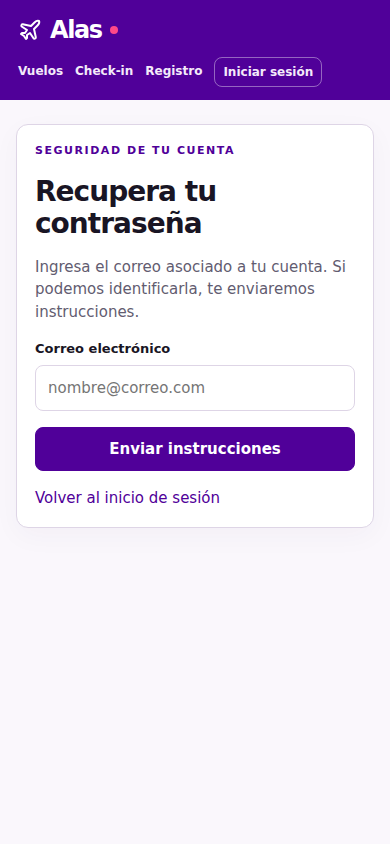 Alas
Vuelos Check-in Registro Iniciar sesión
SEGURIDAD DE TU CUENTA
Recupera tu
contraseña
Ingresa el correo asociado a tu cuenta. Si
podemos identificarla, te enviaremos
instrucciones.
Correo electrónico
nombre@correo.com
Enviar instrucciones
Volver al inicio de sesión